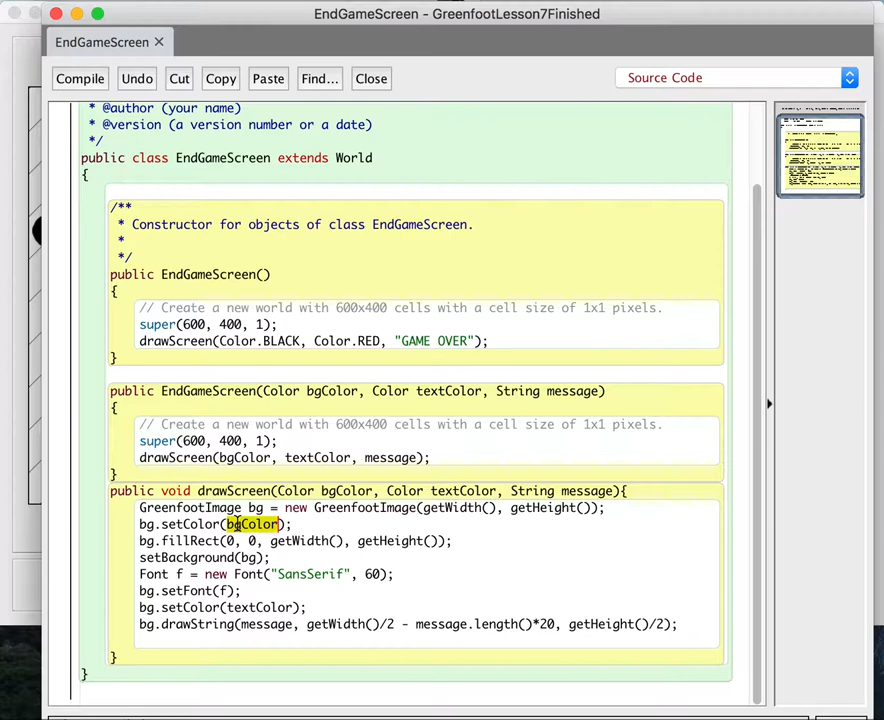 EndGameScreen - GreenfootLesson7Finished
EndGameScreen ✕
Compile Undo Cut Copy Paste Find... Close Source Code
* @author (your name)
* @version (a version number or a date)
*/
public class EndGameScreen extends World
{
/**
* Constructor for objects of class EndGameScreen.
*
*/
public EndGameScreen()
{
// Create a new world with 600x400 cells with a cell size of 1x1 pixels.
super(600, 400, 1);
drawScreen(Color.BLACK, Color.RED, "GAME OVER");
}
public EndGameScreen(Color bgColor, Color textColor, String message)
{
// Create a new world with 600x400 cells with a cell size of 1x1 pixels.
super(600, 400, 1);
drawScreen(bgColor, textColor, message);
}
public void drawScreen(Color bgColor, Color textColor, String message){
GreenfootImage bg = new GreenfootImage(getWidth(), getHeight());
bg.setColor(bgColor);
bg.fillRect(0, 0, getWidth(), getHeight());
setBackground(bg);
Font f = new Font("SansSerif", 60);
bg.setFont(f);
bg.setColor(textColor);
bg.drawString(message, getWidth()/2 - message.length()*20, getHeight()/2);
}
}